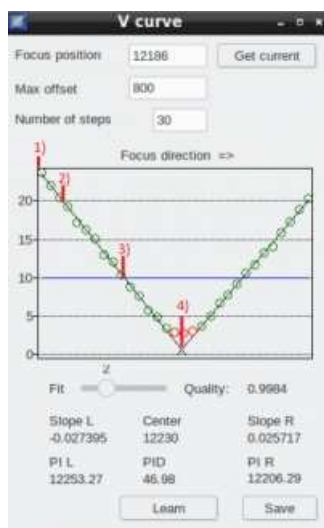 V curve
Focus position 12186 Get current
Max offset 800
Number of steps 30
1) Focus direction =>
2)
20
15
3)
10
4)
5
0
2
Fit Quality: 0.9984
Slope L Center Slope R
-0.027395 12230 0.025717
PI L PID PI R
12253.27 46.98 12206.29
Learn Save